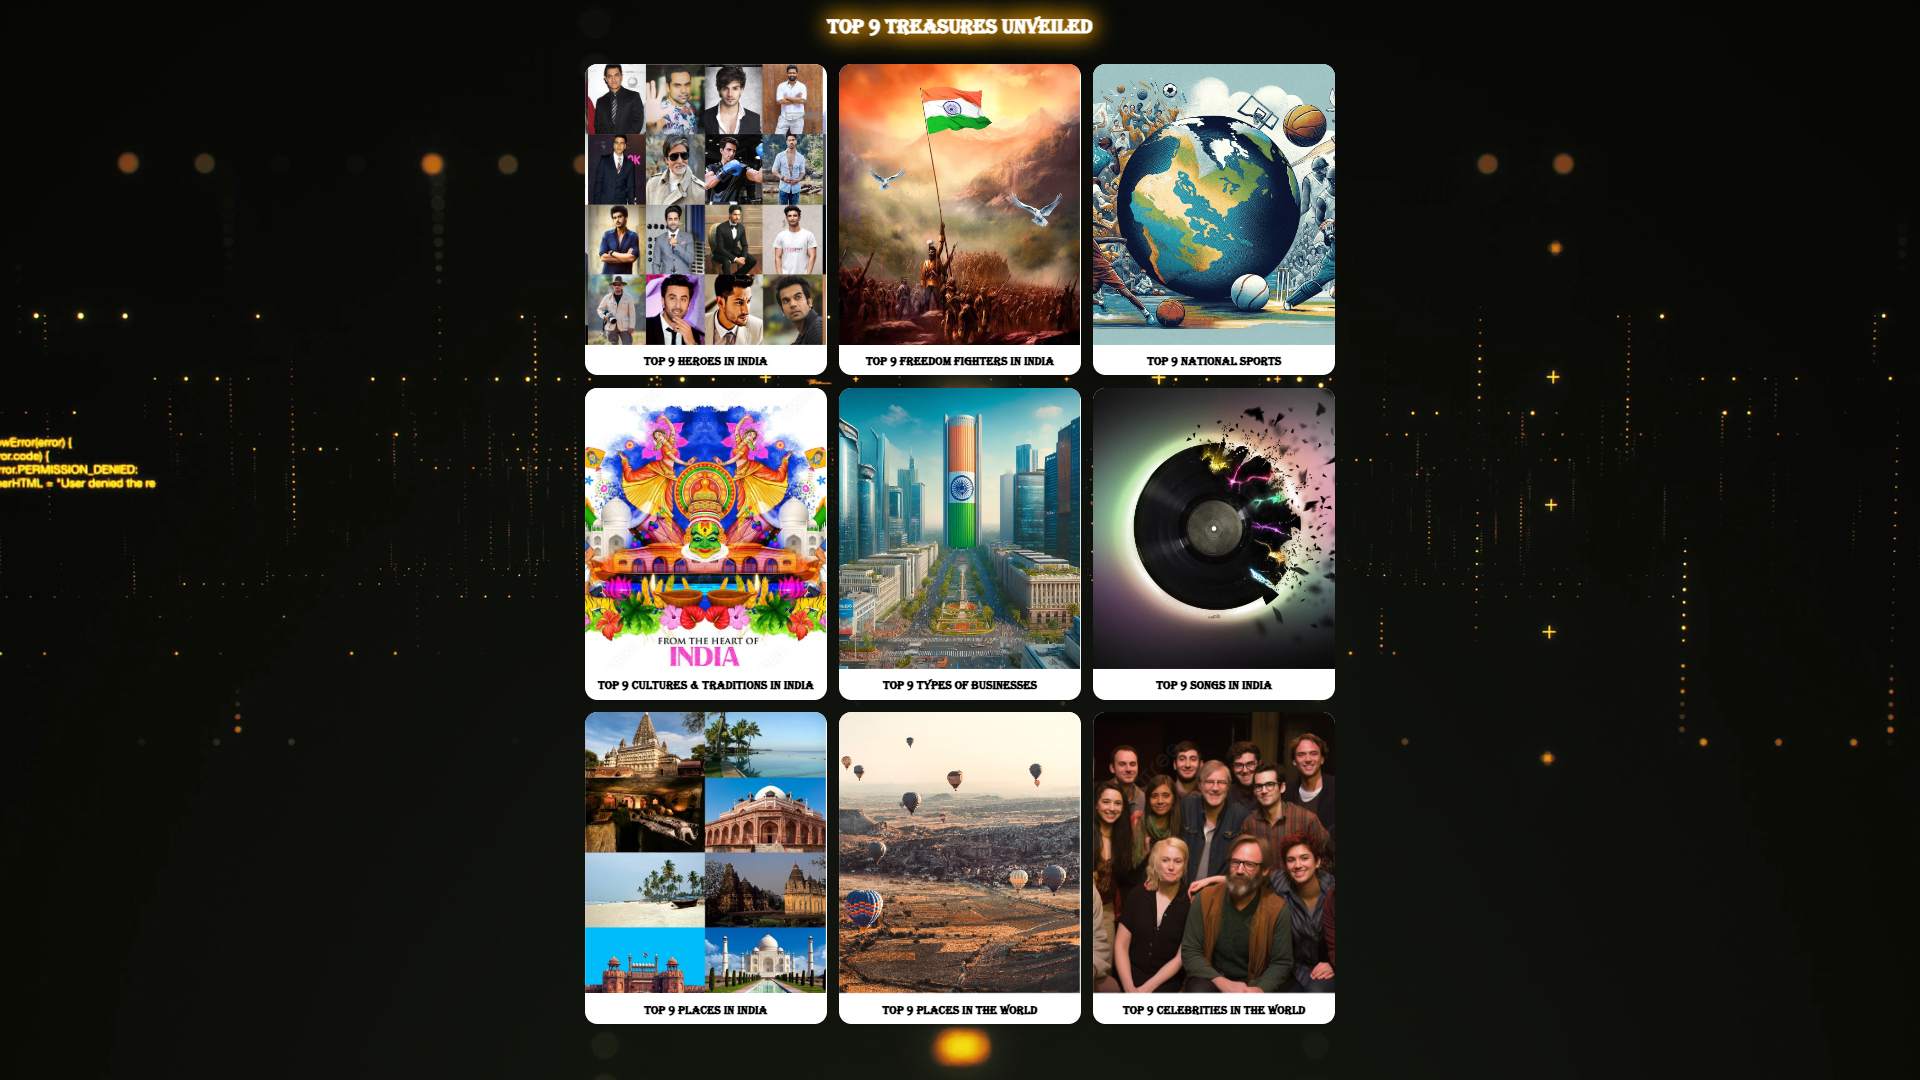 TOP 9 TREASURES UNVEILED
TOP 9 HEROES IN INDIA
TOP 9 FREEDOM FIGHTERS IN INDIA
TOP 9 NATIONAL SPORTS
wError(error) {
ror.code) {
rror.PERMISSION_DENIED:
nerHTML = "User denied the re
FROM THE HEART OF
INDIA
TOP 9 CULTURES & TRADITIONS IN INDIA
TOP 9 TYPES OF BUSINESSES
TOP 9 SONGS IN INDIA
TOP 9 PLACES IN INDIA
TOP 9 PLACES IN THE WORLD
TOP 9 CELEBRITIES IN THE WORLD